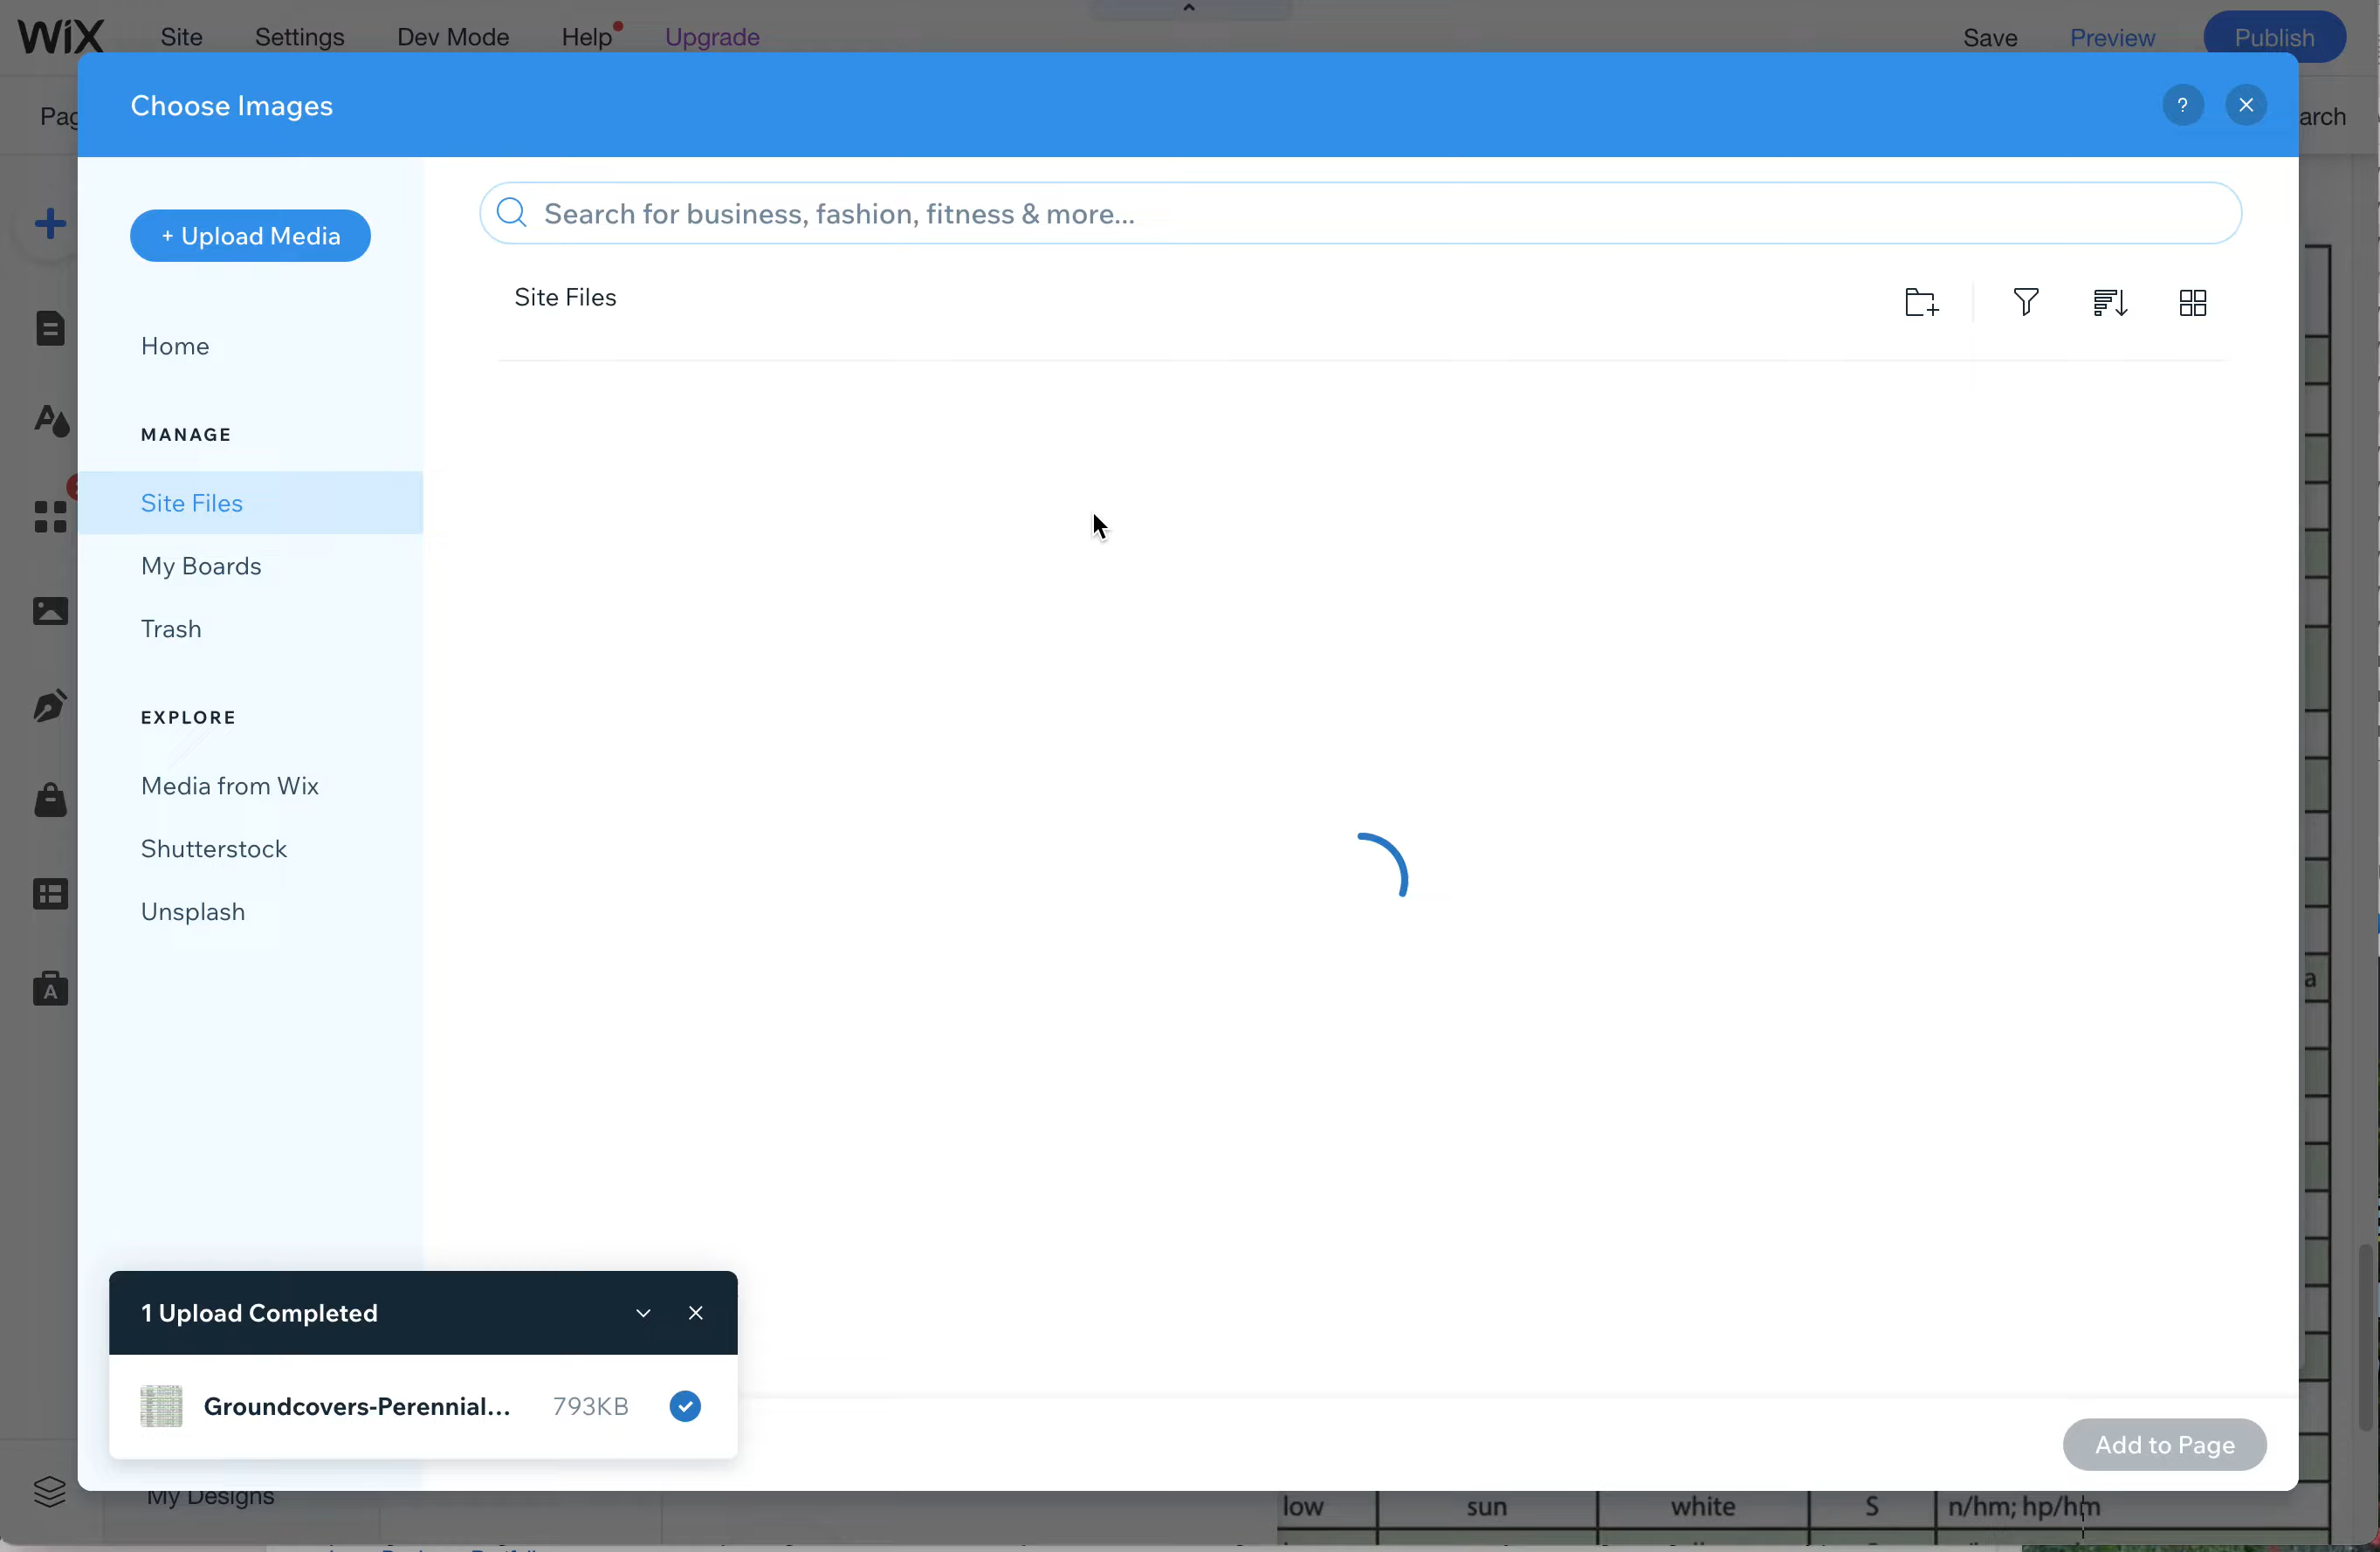 WiX
Site
Settings
Dev Mode
Help
Upgrade
Save
Preview
Publish
Choose Images
?
Pag
arch
+ Upload Media
Search for business, fashion, fitness & more...
Site Files
Home
MANAGE
Site Files
My Boards
Trash
EXPLORE
Media from Wix
Shutterstock
Unsplash
A
a
1 Upload Completed
Groundcovers-Perennial...
793KB
Add to Page
My Designs
low
sun
white
S
n/hm; hp/hm